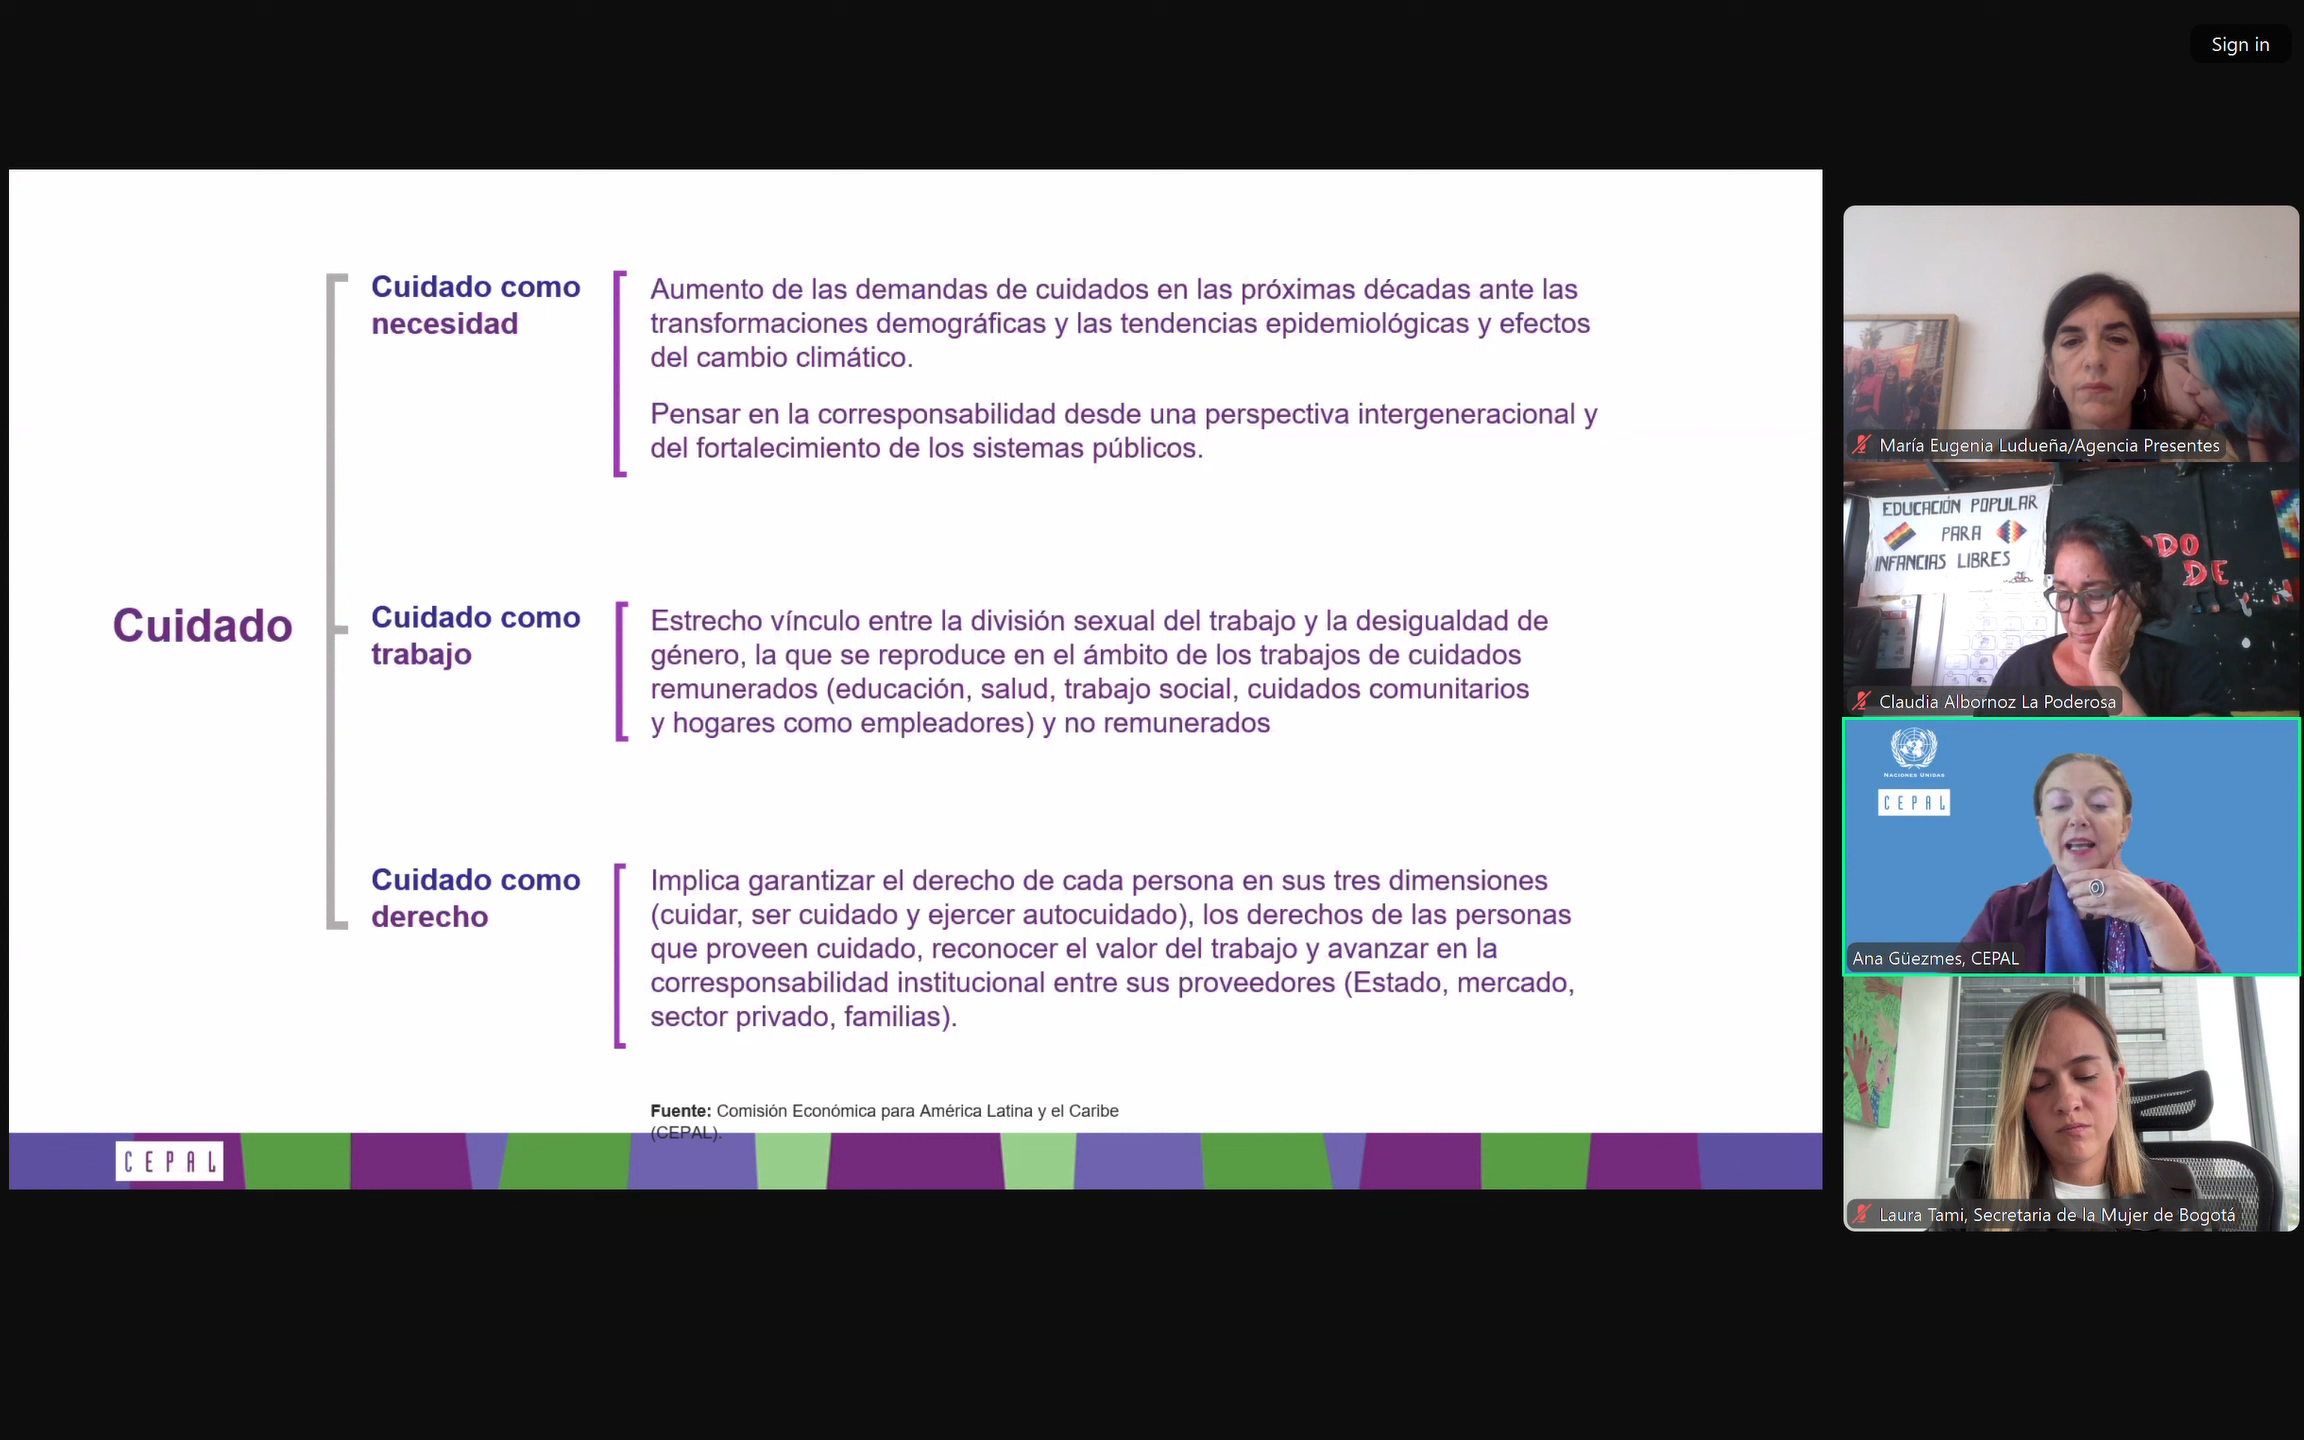 Sign in
Cuidado
Cuidado como
necesidad
Aumento de las demandas de cuidados en las próximas décadas ante las
transformaciones demográficas y las tendencias epidemiológicas y efectos
del cambio climático.
Pensar en la corresponsabilidad desde una perspectiva intergeneracional y
del fortalecimiento de los sistemas públicos.
Cuidado como
trabajo
Estrecho vínculo entre la división sexual del trabajo y la desigualdad de
género, la que se reproduce en el ámbito de los trabajos de cuidados
remunerados (educación, salud, trabajo social, cuidados comunitarios
y hogares como empleadores) y no remunerados
Cuidado como
derecho
Implica garantizar el derecho de cada persona en sus tres dimensiones
(cuidar, ser cuidado y ejercer autocuidado), los derechos de las personas
que proveen cuidado, reconocer el valor del trabajo y avanzar en la
corresponsabilidad institucional entre sus proveedores (Estado, mercado,
sector privado, familias).
Fuente: Comisión Económica para América Latina y el Caribe
(CEPAL).
CEPAL
María Eugenia Ludueña/Agencia Presentes
EDUCACIÓN POPULAR
PARA
INFANCIAS LIBRES
DE
Claudia Albornoz La Poderosa
NACIONES UNIDAS
CEPAL
Ana Güezmes, CEPAL
Laura Tami, Secretaria de la Mujer de Bogotá